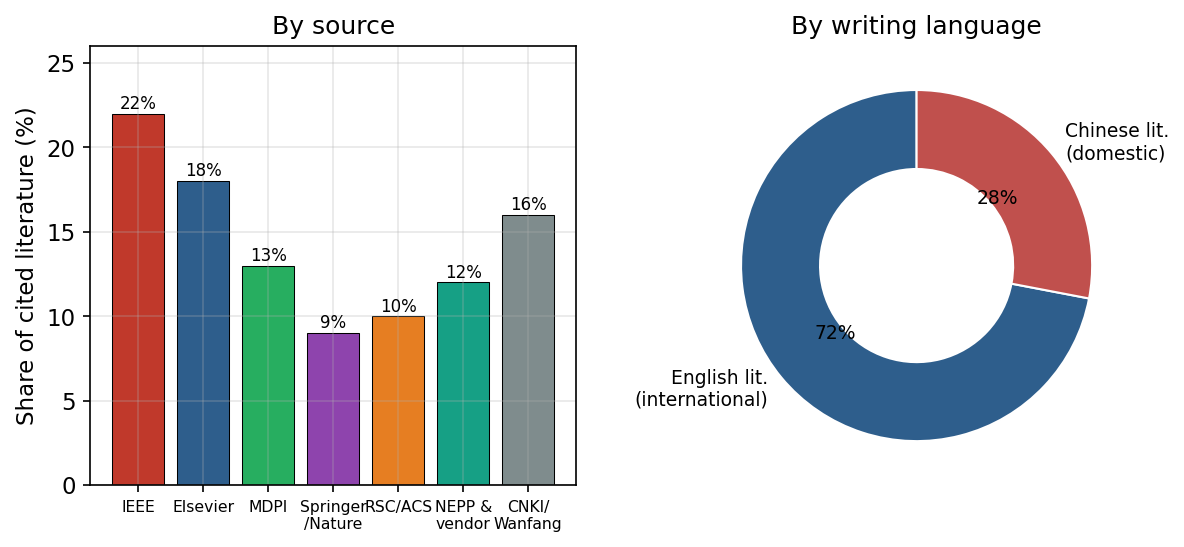 By source
Share of cited literature (%)
25
20
15
10
5
0
22%
18%
13%
9%
10%
12%
16%
IEEE
Elsevier
MDPI
Springer
/Nature
RSC/ACS
NEPP &
vendor
CNKI/
Wanfang
By writing language
Chinese lit.
(domestic)
28%
72%
English lit.
(international)